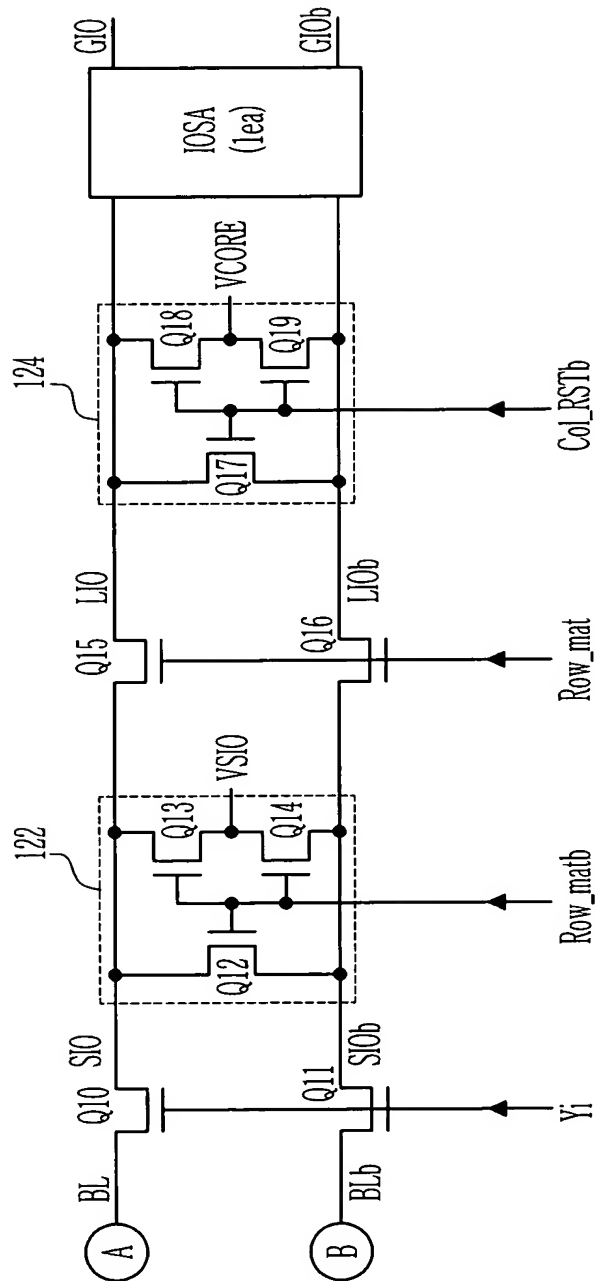 122
124
A
BL
Q10
SIO
Q12
Q13
VSIO
Q14
Q15
LIO
Q17
Q18
VCORE
Q19
IOSA
(1ea)
GIO
B
BLb
Q11
SIOb
Q16
LIOb
GIOb
Yi
Row_matb
Row_mat
Col_RSTb